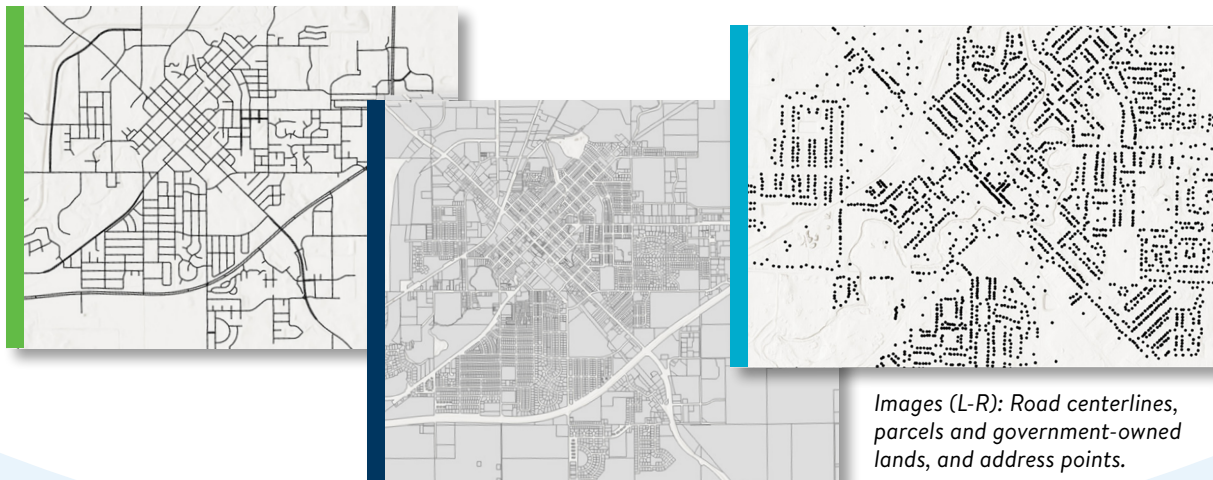 Images (L-R): Road centerlines,
parcels and government-owned
lands, and address points.